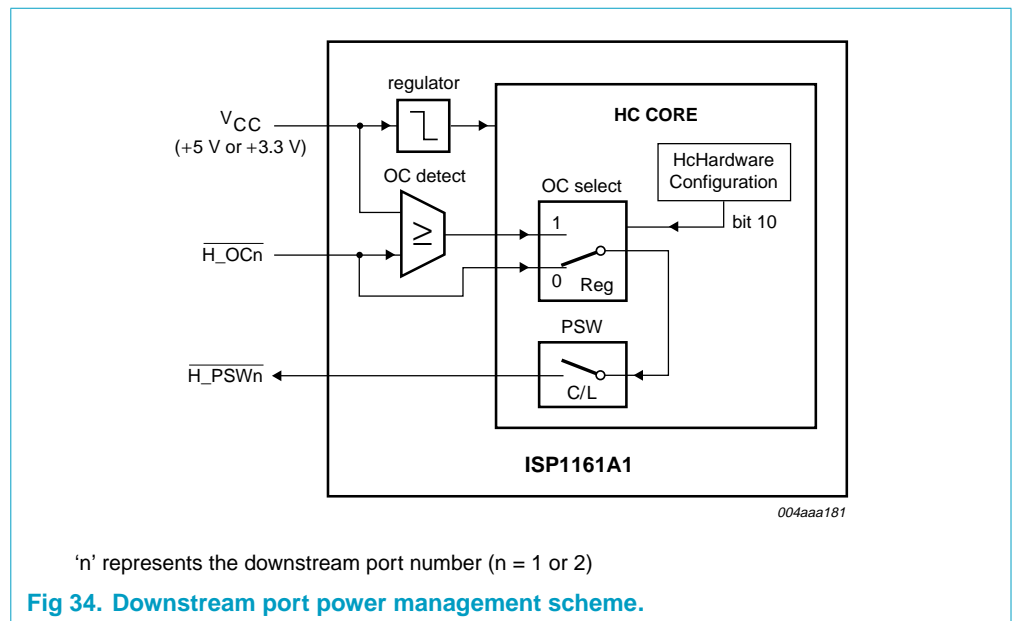 regulator
HC CORE
VCC
(+5 V or +3.3 V)
HcHardware
Configuration
OC detect
OC select
1
bit 10
≥
H_OCn
0
Reg
PSW
H_PSWn
C/L
ISP1161A1
004aaa181
‘n’ represents the downstream port number (n = 1 or 2)
Fig 34. Downstream port power management scheme.